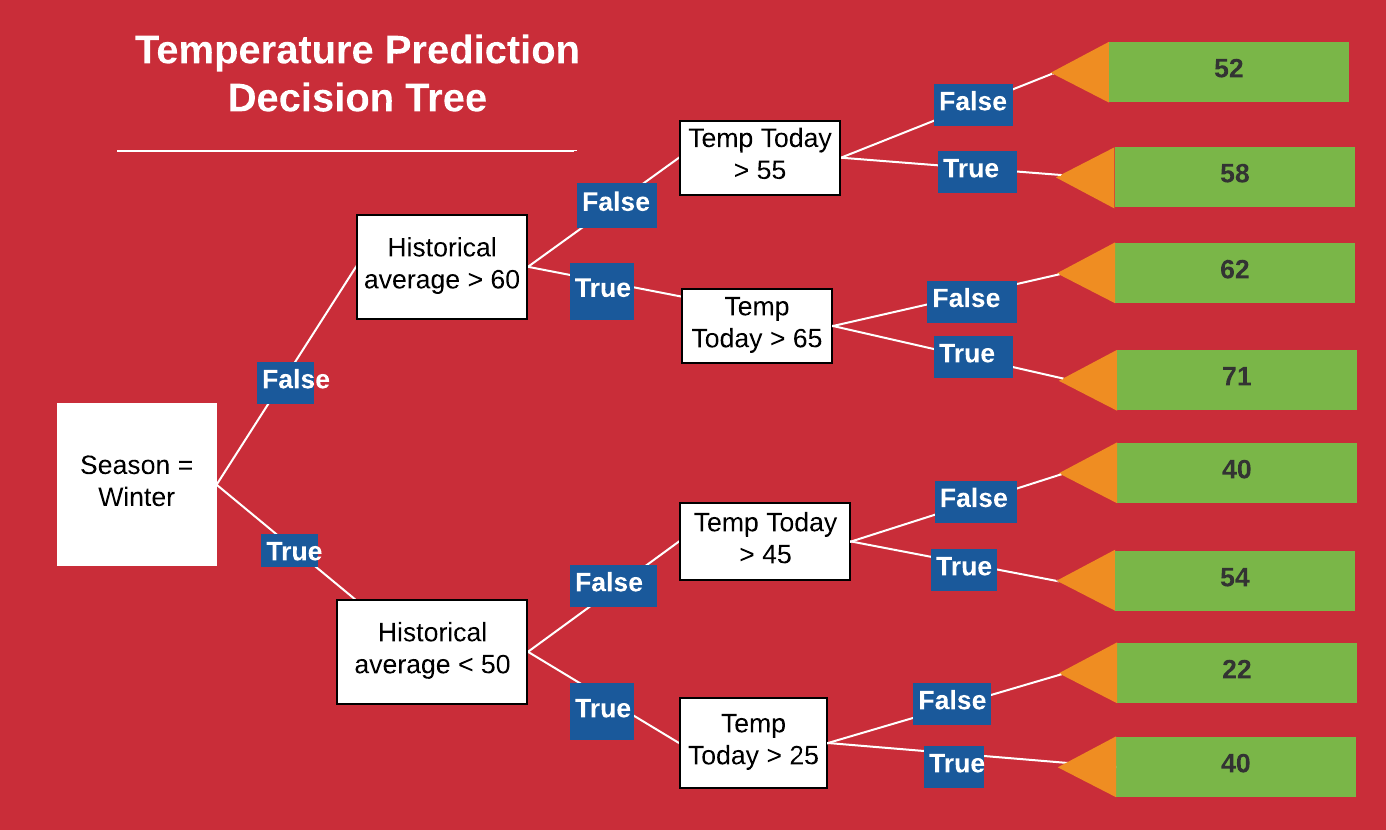 Temperature Prediction
Decision Tree
52
False
Temp Today
> 55
True
58
False
Historical
average > 60
True
62
Temp
Today > 65
False
True
71
False
Season =
Winter
40
False
Temp Today
> 45
True
54
True
False
Historical
average < 50
22
True
False
Temp
Today > 25
True
40